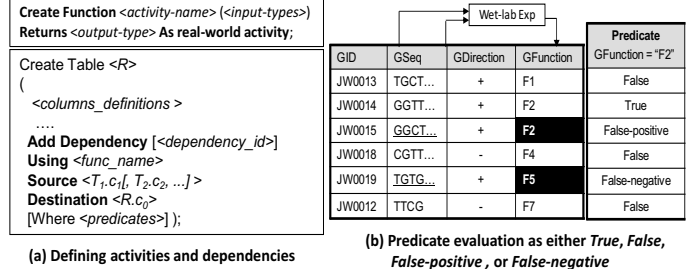 Create Function <activity-name> (<input-types>)
Returns <output-type> As real-world activity;
Create Table <R>
(
<columns_definitions >
....
Add Dependency [<dependency_id>]
Using <func_name>
Source <T1.c1[, T2.c2, ...] >
Destination <R.c0>
[Where <predicates>] );
(a) Defining activities and dependencies
Wet-lab Exp
Predicate
GID GSeq GDirection GFunction GFunction = “F2”
JW0013 TGCT… + F1 False
JW0014 GGTT… + F2 True
JW0015 GGCT… + F2 False-positive
JW0018 CGTT… - F4 False
JW0019 TGTG… + F5 False-negative
JW0012 TTCG - F7 False
(b) Predicate evaluation as either True, False,
False-positive , or False-negative